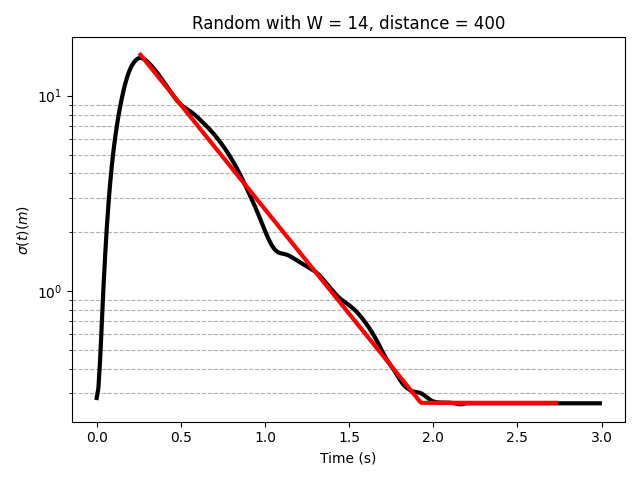 Random with W = 14, distance = 400
10¹
10⁰
σ(t)(m)
0.0 0.5 1.0 1.5 2.0 2.5 3.0
Time (s)